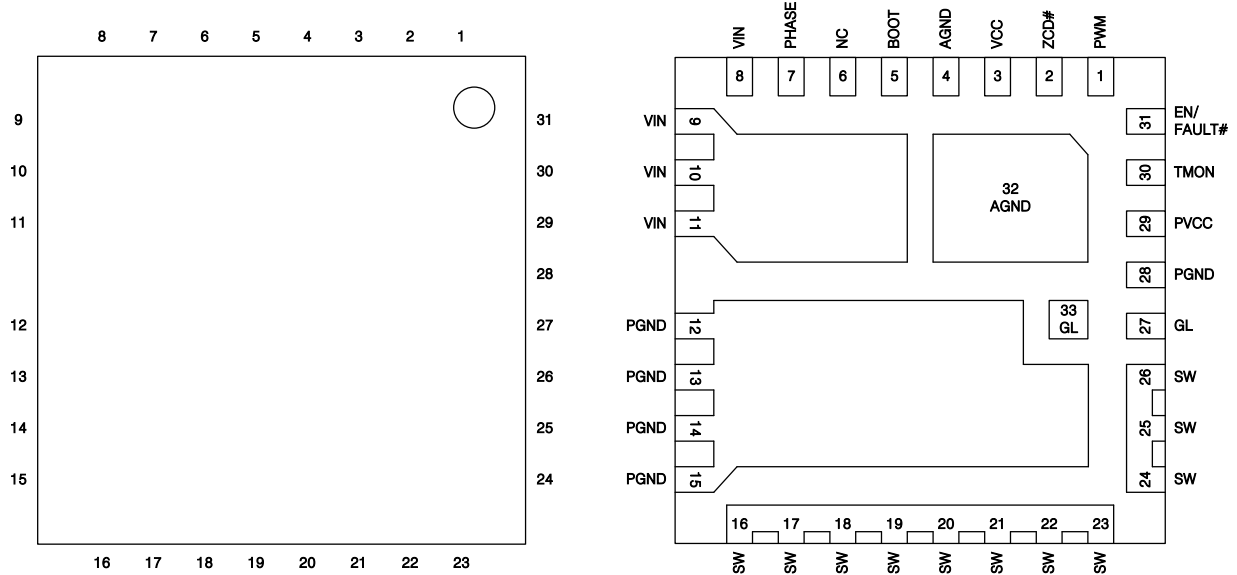 8 7 6 5 4 3 2 1
9
10
11
12
13
14
15
31
30
29
28
27
26
25
24
16 17 18 19 20 21 22 23
VIN
PHASE
NC
BOOT
AGND
VCC
ZCD#
PWM
8 7 6 5 4 3 2 1
VIN 9
VIN 10
VIN 11
PGND 12
PGND 13
PGND 14
PGND 15
32
AGND
33
GL
31 EN/
FAULT#
30 TMON
29 PVCC
28 PGND
27 GL
26 SW
25 SW
24 SW
16 17 18 19 20 21 22 23
SW SW SW SW SW SW SW SW